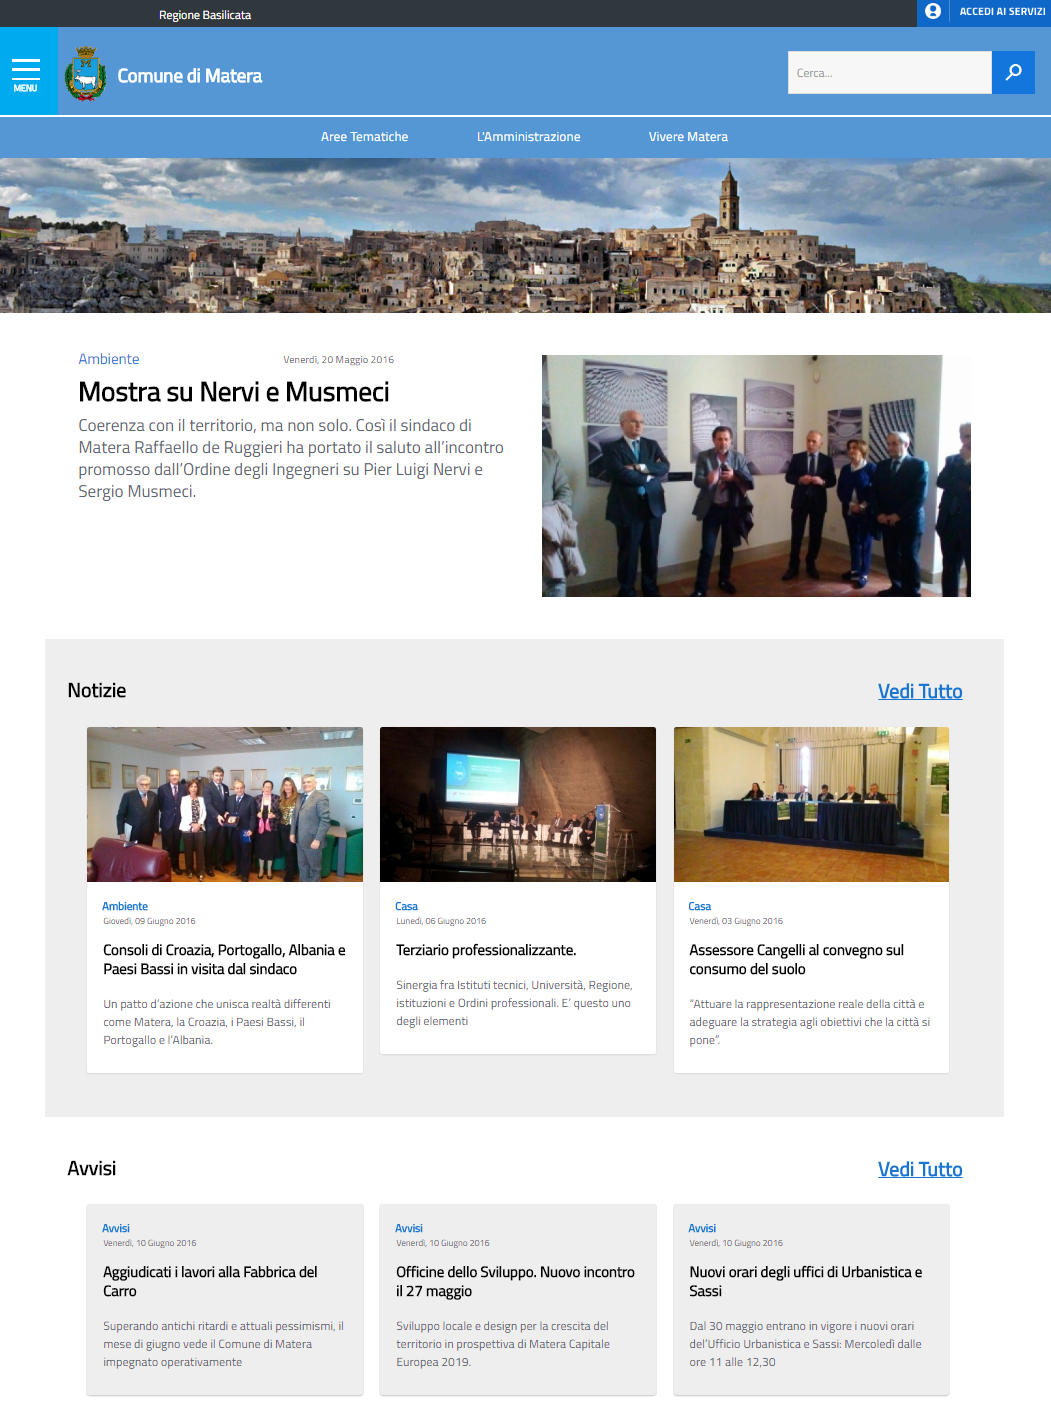 Regione Basilicata
ACCEDI AI SERVIZI
MENU
Comune di Matera
Cerca...
Aree Tematiche
L'Amministrazione
Vivere Matera
Ambiente
Venerdì, 20 Maggio 2016
Mostra su Nervi e Musmeci
Coerenza con il territorio, ma non solo. Così il sindaco di
Matera Raffaello de Ruggieri ha portato il saluto all’incontro
promosso dall’Ordine degli Ingegneri su Pier Luigi Nervi e
Sergio Musmeci.
Notizie
Vedi Tutto
Ambiente
Giovedì, 09 Giugno 2016
Consoli di Croazia, Portogallo, Albania e
Paesi Bassi in visita dal sindaco
Un patto d’azione che unisca realtà differenti
come Matera, la Croazia, i Paesi Bassi, il
Portogallo e l’Albania.
Casa
Lunedì, 06 Giugno 2016
Terziario professionalizzante.
Sinergia fra Istituti tecnici, Università, Regione,
istituzioni e Ordini professionali. E’ questo uno
degli elementi
Casa
Venerdì, 03 Giugno 2016
Assessore Cangelli al convegno sul
consumo del suolo
“Attuare la rappresentazione reale della città e
adeguare la strategia agli obiettivi che la città si
pone”.
Avvisi
Vedi Tutto
Avvisi
Venerdì, 10 Giugno 2016
Aggiudicati i lavori alla Fabbrica del
Carro
Superando antichi ritardi e attuali pessimismi, il
mese di giugno vede il Comune di Matera
impegnato operativamente
Avvisi
Venerdì, 10 Giugno 2016
Officine dello Sviluppo. Nuovo incontro
il 27 maggio
Sviluppo locale e design per la crescita del
territorio in prospettiva di Matera Capitale
Europea 2019.
Avvisi
Venerdì, 10 Giugno 2016
Nuovi orari degli uffici di Urbanistica e
Sassi
Dal 30 maggio entrano in vigore i nuovi orari
del’Ufficio Urbanistica e Sassi: Mercoledì dalle
ore 11 alle 12,30